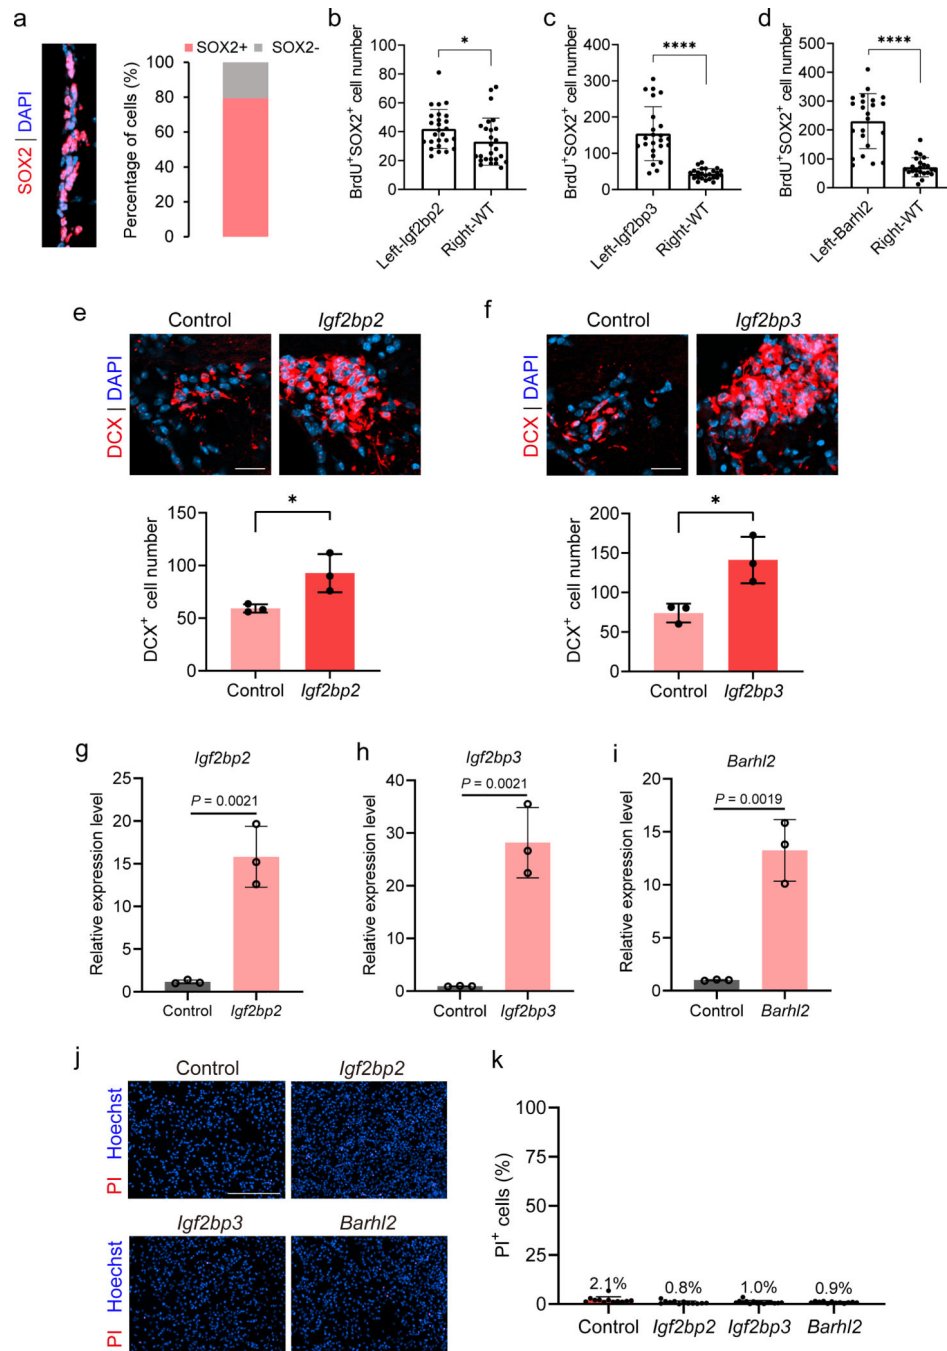 a
SOX2 | DAPI
SOX2+ SOX2-
Percentage of cells (%)
100
80
60
40
20
0
b
BrdU+SOX2+ cell number
100
80
60
40
20
0
*
Left-Igf2bp2
Right-WT
c
BrdU+SOX2+ cell number
400
300
200
100
0
****
Left-Igf2bp3
Right-WT
d
BrdU+SOX2+ cell number
500
400
300
200
100
0
****
Left-Barhl2
Right-WT
e
Control Igf2bp2
DCX | DAPI
DCX+ cell number
150
100
50
0
*
Control Igf2bp2
f
Control Igf2bp3
DCX | DAPI
DCX+ cell number
200
150
100
50
0
*
Control Igf2bp3
g
Igf2bp2
Relative expression level
25
20
15
10
5
0
P = 0.0021
Control Igf2bp2
h
Igf2bp3
Relative expression level
40
30
20
10
0
P = 0.0021
Control Igf2bp3
i
Barhl2
Relative expression level
20
15
10
5
0
P = 0.0019
Control Barhl2
j
Control Igf2bp2
PI Hoechst
Igf2bp3 Barhl2
PI Hoechst
k
PI+ cells (%)
100
75
50
25
0
2.1% 0.8% 1.0% 0.9%
Control Igf2bp2 Igf2bp3 Barhl2